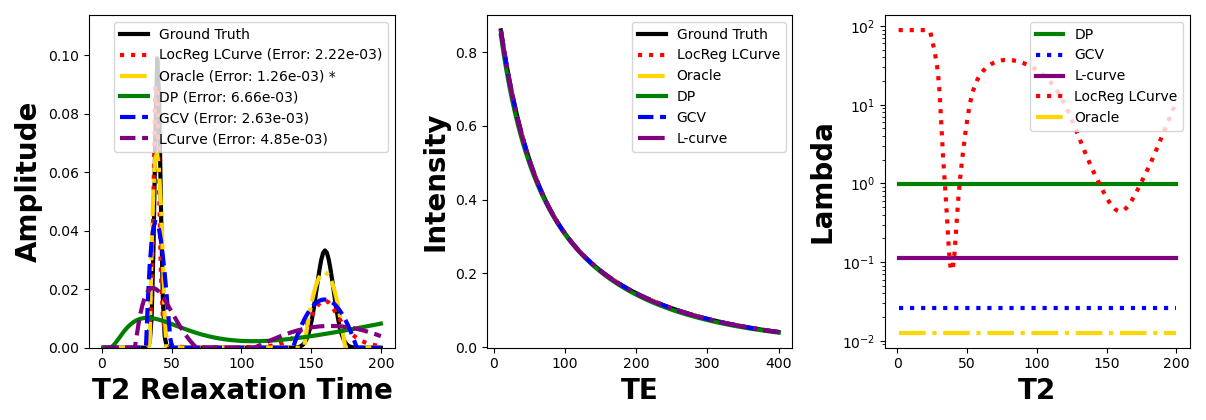 Amplitude
0.10
0.08
0.06
0.04
0.02
0.00
Ground Truth
LocReg LCurve (Error: 2.22e-03)
Oracle (Error: 1.26e-03) *
DP (Error: 6.66e-03)
GCV (Error: 2.63e-03)
LCurve (Error: 4.85e-03)
0 50 100 150 200
T2 Relaxation Time
Intensity
0.8
0.6
0.4
0.2
0.0
Ground Truth
LocReg LCurve
Oracle
DP
GCV
L-curve
0 100 200 300 400
TE
Lambda
10²
10¹
10⁰
10⁻¹
10⁻²
DP
GCV
L-curve
LocReg LCurve
Oracle
0 50 100 150 200
T2